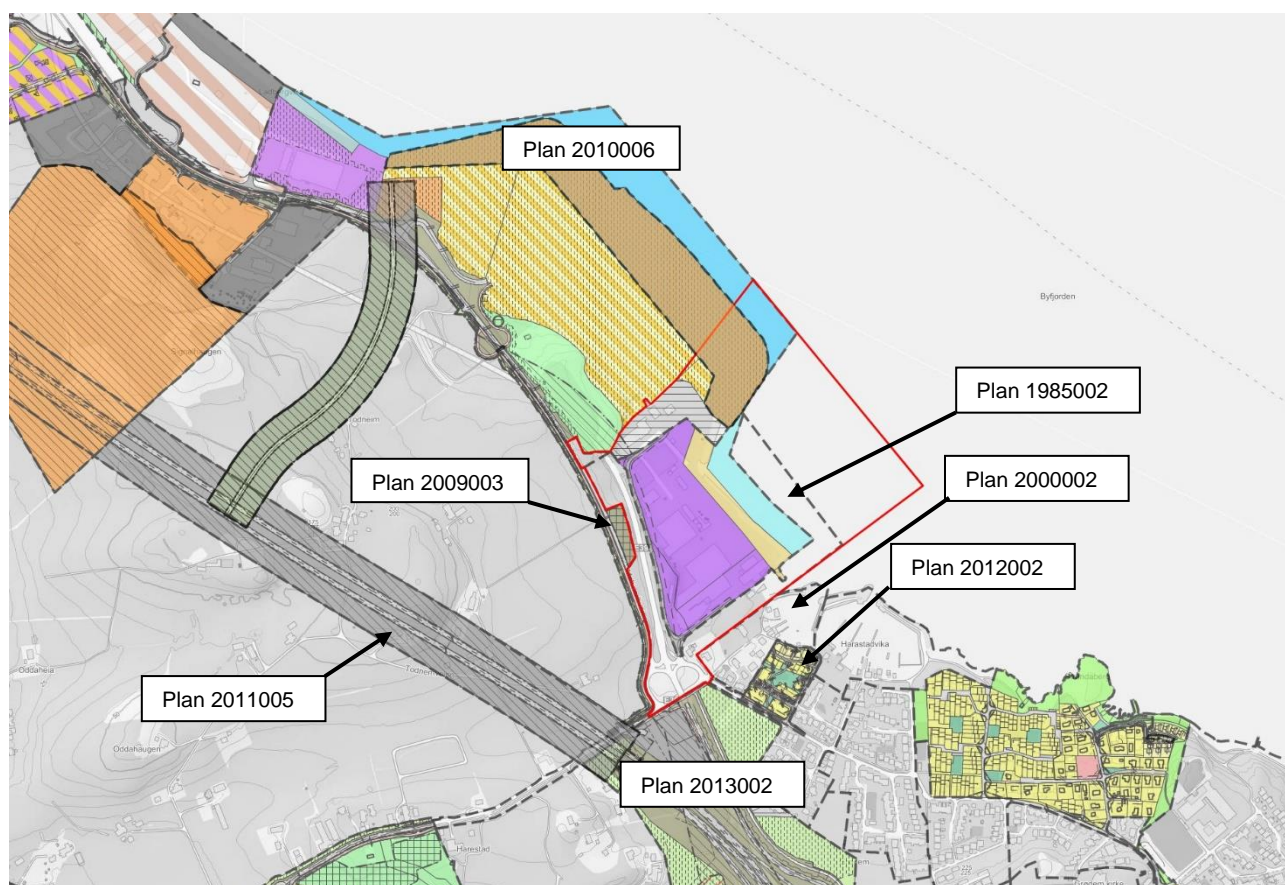 Plan 2010006
Byfjorden
Plan 1985002
Plan 2009003
Plan 2000002
Plan 2012002
Harastadvika
Oddaheia
Plan 2011005
Oddahaugen
Plan 2013002
Harestad